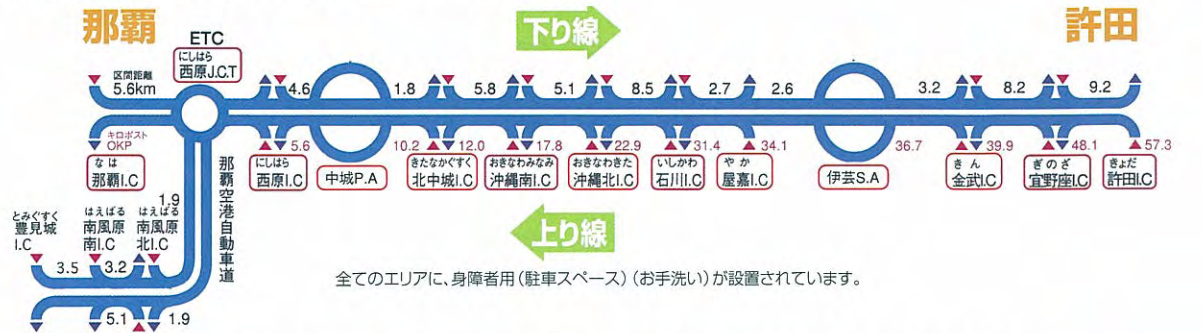 那覇
下り線
許田
ETC
にしはら
西原J.C.T
区間距離
5.6km
4.6
1.8
5.8
5.1
8.5
2.7
2.6
3.2
8.2
9.2
キロポスト
OKP
5.6
10.2
12.0
17.8
22.9
31.4
34.1
36.7
39.9
48.1
57.3
なは
那覇I.C
にしはら
西原I.C
中城P.A
きたなかぐすく
北中城I.C
おきなわみなみ
沖縄南I.C
おきなわきた
沖縄北I.C
いしかわ
石川I.C
やか
屋嘉I.C
伊芸S.A
きん
金武I.C
ぎのざ
宜野座I.C
きょだ
許田I.C
那覇空港自動車道
1.9
とみぐすく
豊見城
I.C
はえばる
南風原
南I.C
はえばる
南風原
北I.C
上り線
3.5
3.2
全てのエリアに、身障者用(駐車スペース)(お手洗い)が設置されています。
5.1
1.9